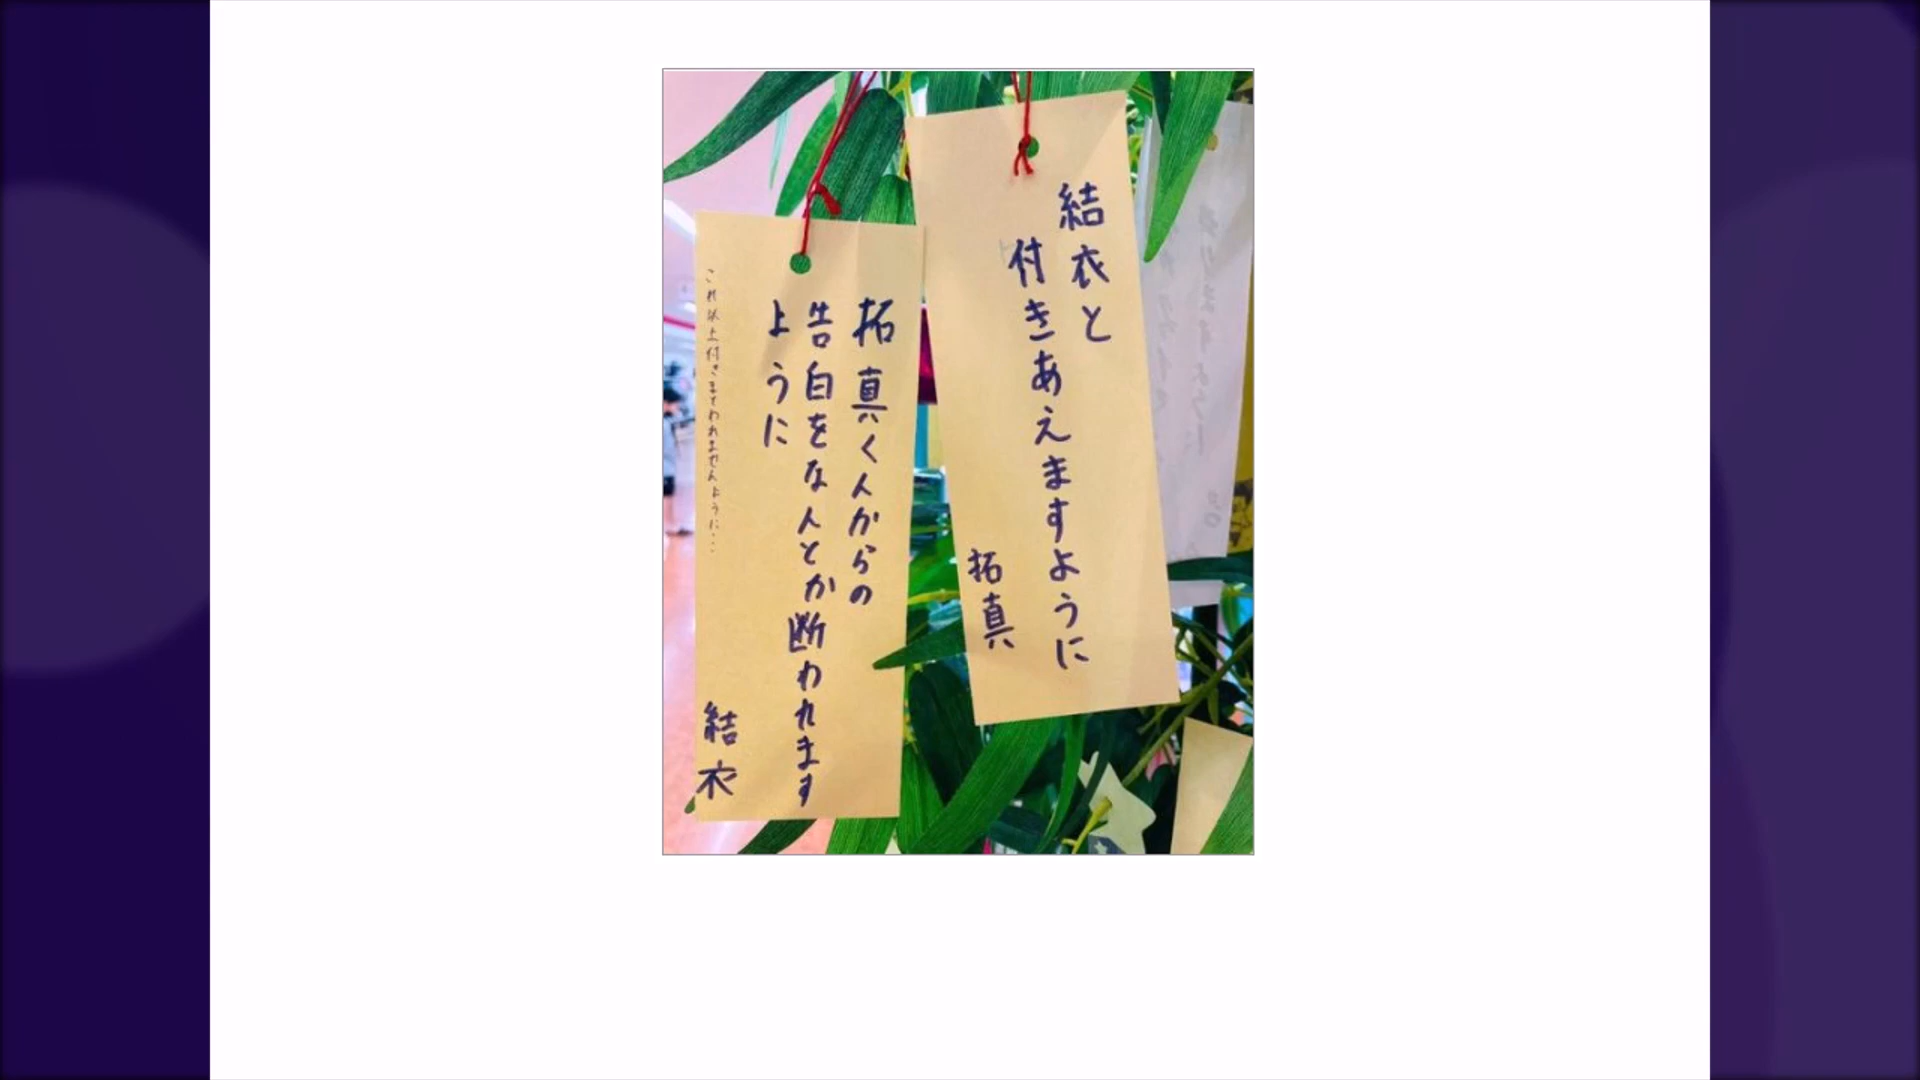 結衣と
付きあえますように
拓真
拓真くんからの
告白をなんとか断われます
ように
これ以上付きまとわれませんように…
結衣